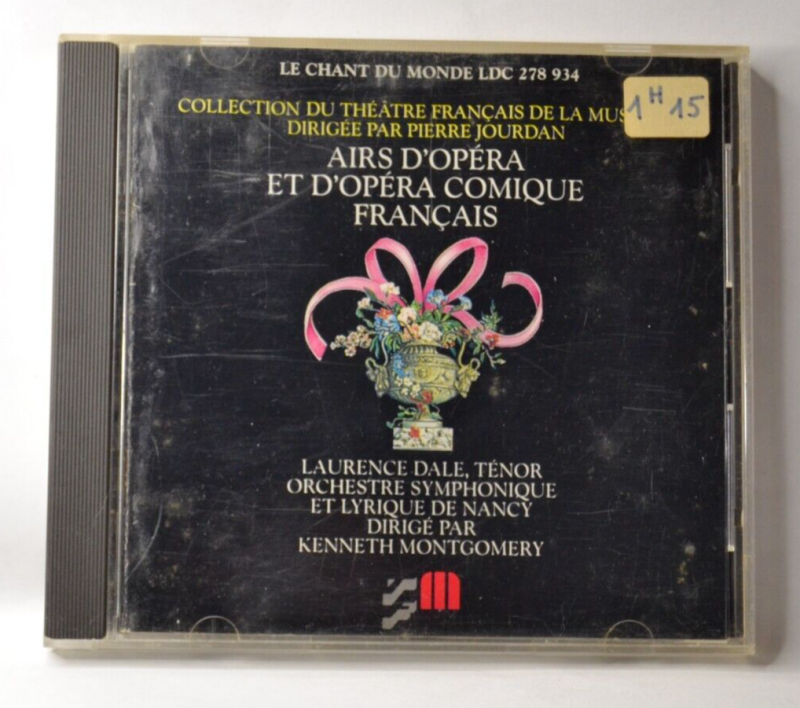 LE CHANT DU MONDE LDC 278 934
COLLECTION DU THÉÂTRE FRANÇAIS DE LA MUS
1H15
DIRIGÉE PAR PIERRE JOURDAN
AIRS D'OPÉRA
ET D'OPÉRA COMIQUE
FRANÇAIS
LAURENCE DALE, TÉNOR
ORCHESTRE SYMPHONIQUE
ET LYRIQUE DE NANCY
DIRIGÉ PAR
KENNETH MONTGOMERY